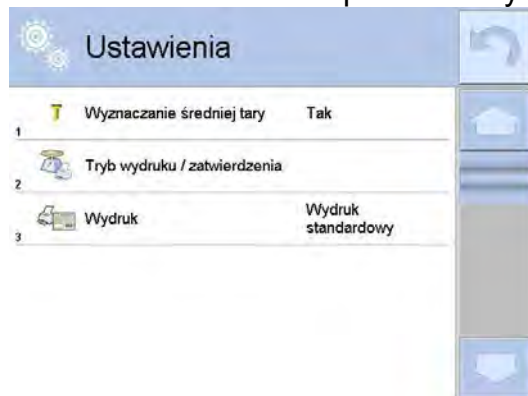 Ustawienia
1 Wyznaczanie średniej tary Tak
2 Tryb wydruku / zatwierdzenia
3 Wydruk Wydruk standardowy